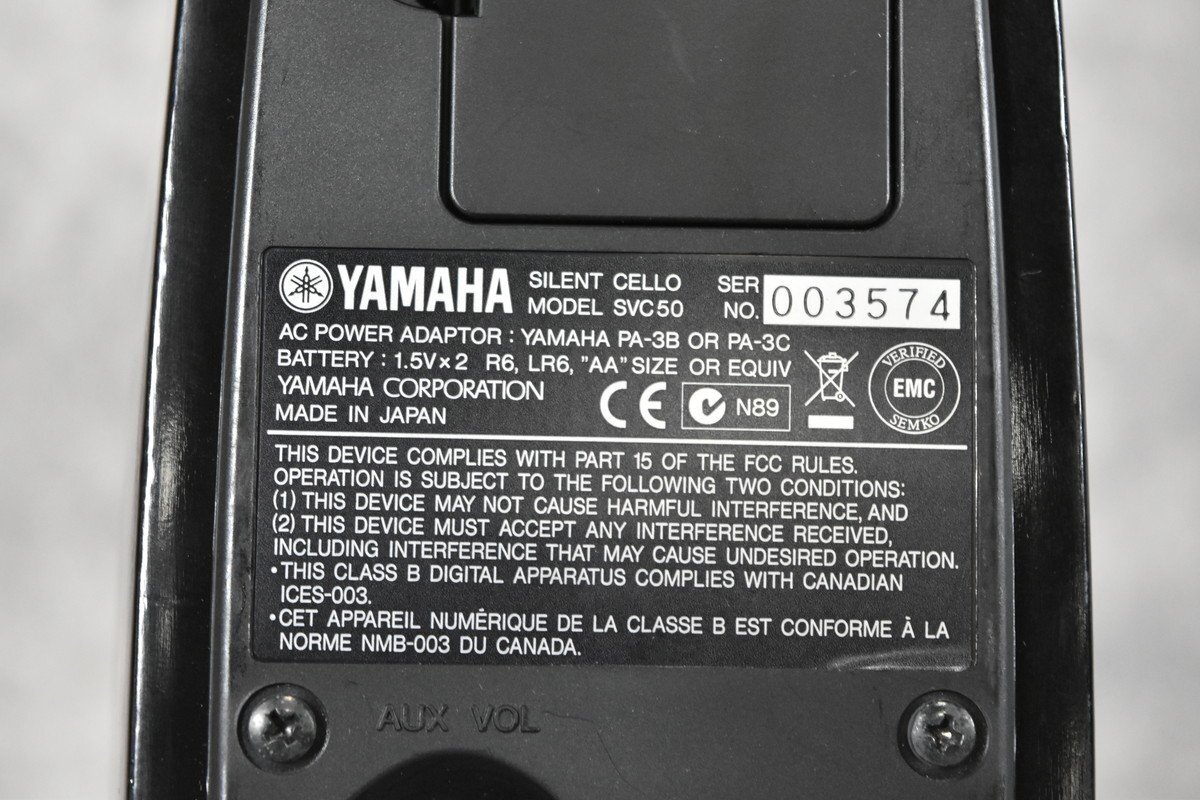 YAMAHA SILENT CELLO SER
MODEL SVC50 NO. 003574
AC POWER ADAPTOR : YAMAHA PA-3B OR PA-3C
BATTERY : 1.5V×2 R6, LR6, "AA" SIZE OR EQUIV
YAMAHA CORPORATION
MADE IN JAPAN
CE N89
VERIFIED
EMC
SEMKO
THIS DEVICE COMPLIES WITH PART 15 OF THE FCC RULES.
OPERATION IS SUBJECT TO THE FOLLOWING TWO CONDITIONS:
(1) THIS DEVICE MAY NOT CAUSE HARMFUL INTERFERENCE, AND
(2) THIS DEVICE MUST ACCEPT ANY INTERFERENCE RECEIVED,
INCLUDING INTERFERENCE THAT MAY CAUSE UNDESIRED OPERATION.
•THIS CLASS B DIGITAL APPARATUS COMPLIES WITH CANADIAN
ICES-003.
•CET APPAREIL NUMÉRIQUE DE LA CLASSE B EST CONFORME À LA
NORME NMB-003 DU CANADA.
AUX VOL